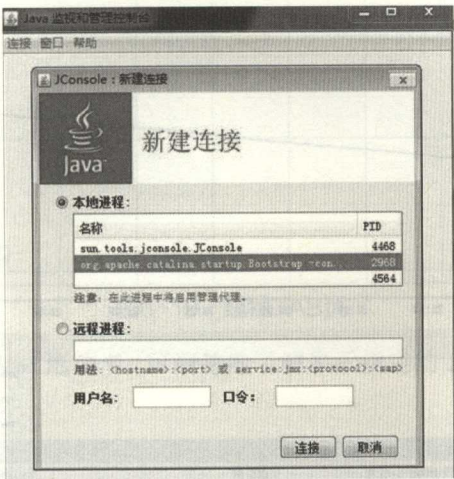 Java 监视和管理控制台
连接 窗口 帮助
JConsole：新建连接
Java
新建连接
本地进程：
名称 PID
sun.tools.jconsole.JConsole 4468
org.apache.catalina.startup.Bootstrap -con... 2968
4564
注意：在此进程中将启用管理代理。
远程进程：
用法：<hostname>:<port> 或 service:jmx:<protocol>:<sap>
用户名： 口令：
连接 取消